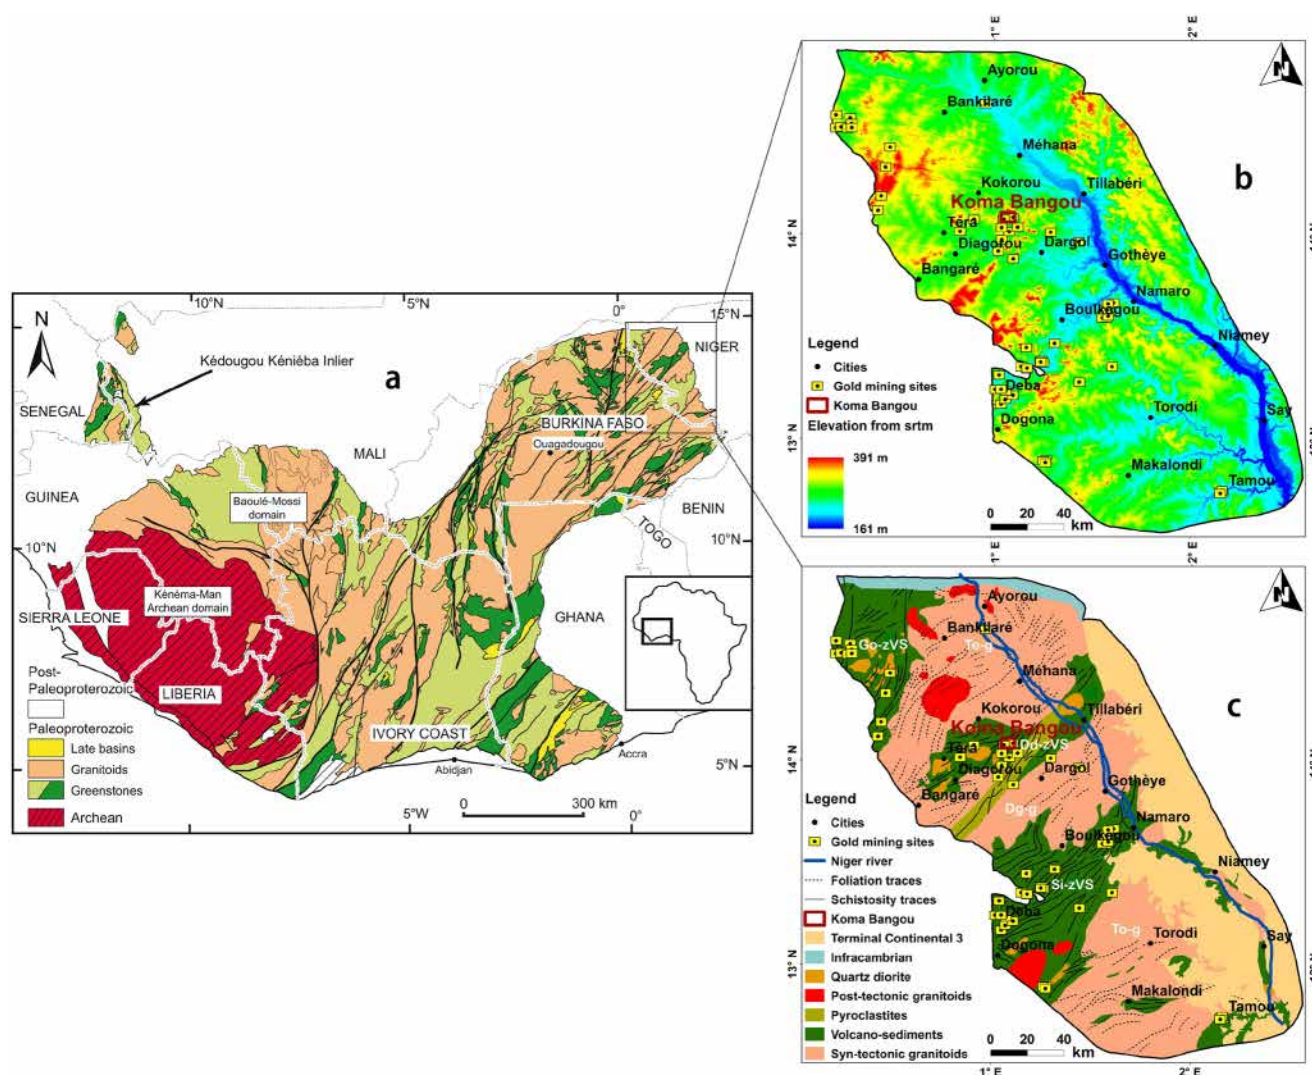 10°N
5°N
0°
15°N
N
a
Kédougou Kéniéba Inlier
NIGER
SENEGAL
BURKINA FASO
Ouagadougou
MALI
GUINEA
Baoulé-Mossi
domain
BENIN
TOGO
10°N
10°N
Kénéma-Man
Archean domain
GHANA
SIERRA LEONE
LIBERIA
IVORY COAST
Accra
Abidjan
5°N
5°W
0
300 km
0°
Post-
Paleoproterozoic
Paleoproterozoic
Late basins
Granitoids
Greenstones
Archean
1° E
2° E
N
b
Ayorou
Bankilaré
Méhana
Kokorou
Tillabéri
Koma Bangou
Téra
Diagorou
Dargol
Bangaré
Gothèye
Namaro
Boulkégou
Niamey
Deba
Dogona
Torodi
Say
Makalondi
Tamou
14° N
13° N
Legend
Cities
Gold mining sites
Koma Bangou
Elevation from srtm
391 m
161 m
0 20 40
km
N
c
Ayorou
Bankilaré
Te-g
Go-zVS
Méhana
Kokorou
Tillabéri
Koma Bangou
Téra
Dd-zVS
Diagorou
Dargol
Bangaré
Gothèye
Dg-g
Namaro
Boulkégou
Niamey
Si-zVS
Deba
To-g
Torodi
Say
Dogona
Makalondi
Tamou
14° N
13° N
Legend
Cities
Gold mining sites
Niger river
Foliation traces
Schistosity traces
Koma Bangou
Terminal Continental 3
Infracambrian
Quartz diorite
Post-tectonic granitoids
Pyroclastites
Volcano-sediments
Syn-tectonic granitoids
0 20 40
km
1° E
2° E